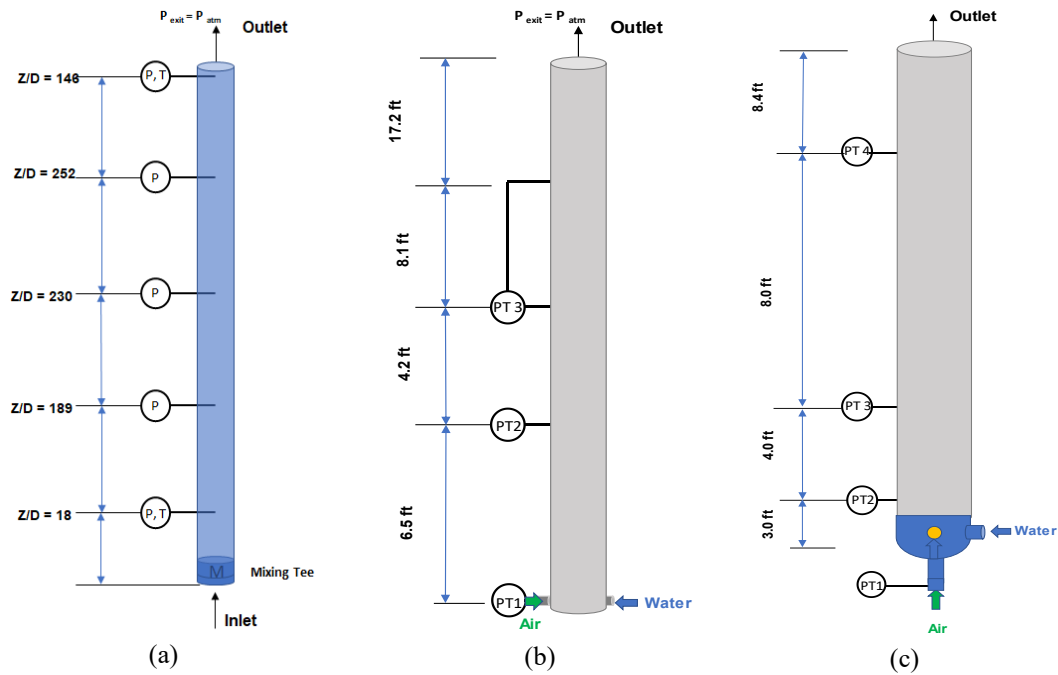 P exit = P atm
Outlet
Z/D = 146
P, T
Z/D = 252
P
Z/D = 230
P
Z/D = 189
P
Z/D = 18
P, T
M
Mixing Tee
Inlet
(a)
P exit = P atm
Outlet
17.2 ft
8.1 ft
PT 3
4.2 ft
PT2
6.5 ft
PT1
Air
Water
(b)
Outlet
8.4 ft
PT 4
8.0 ft
PT 3
4.0 ft
PT2
3.0 ft
Water
PT1
Air
(c)